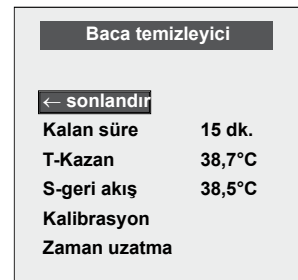 Baca temizleyici
← sonlandır
Kalan süre 15 dk.
T-Kazan 38,7°C
S-geri akış 38,5°C
Kalibrasyon
Zaman uzatma